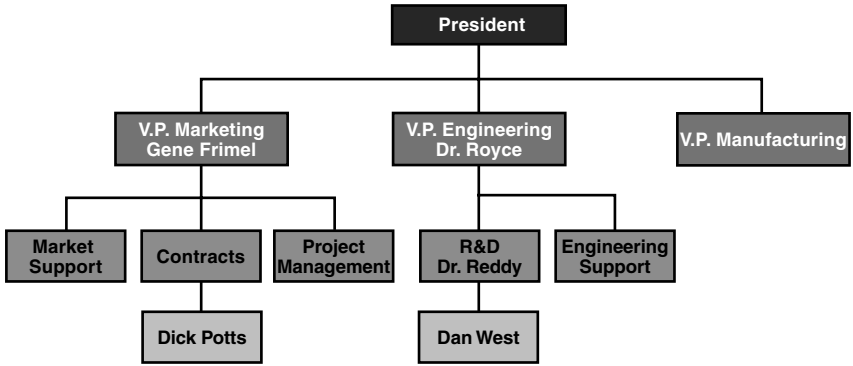 President
V.P. Marketing
Gene Frimel
V.P. Engineering
Dr. Royce
V.P. Manufacturing
Market
Support
Contracts
Project
Management
R&D
Dr. Reddy
Engineering
Support
Dick Potts
Dan West